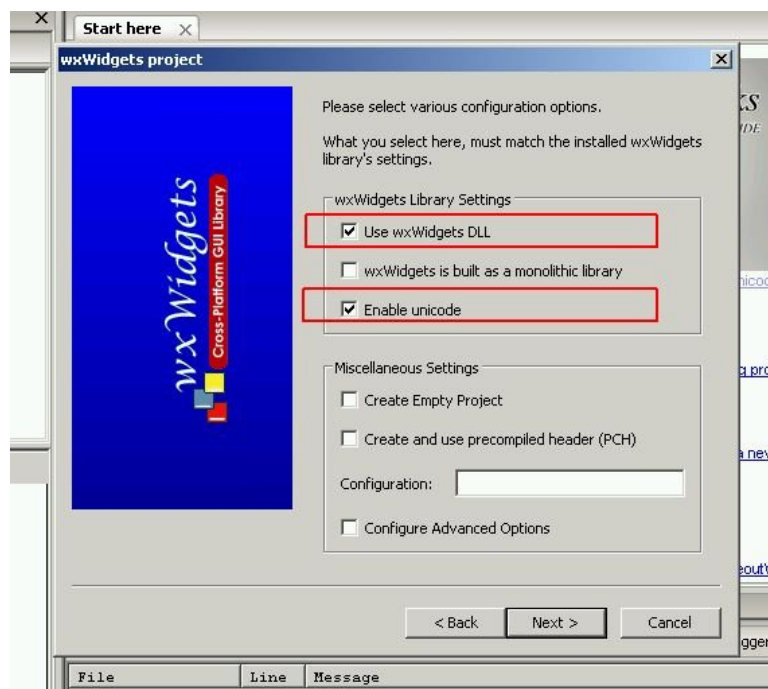 Start here
wxWidgets project
wxWidgets
Cross-Platform GUI Library
Please select various configuration options.
What you select here, must match the installed wxWidgets
library's settings.
wxWidgets Library Settings
Use wxWidgets DLL
wxWidgets is built as a monolithic library
Enable unicode
Miscellaneous Settings
Create Empty Project
Create and use precompiled header (PCH)
Configuration:
Configure Advanced Options
< Back
Next >
Cancel
IDE
File
Line
Message